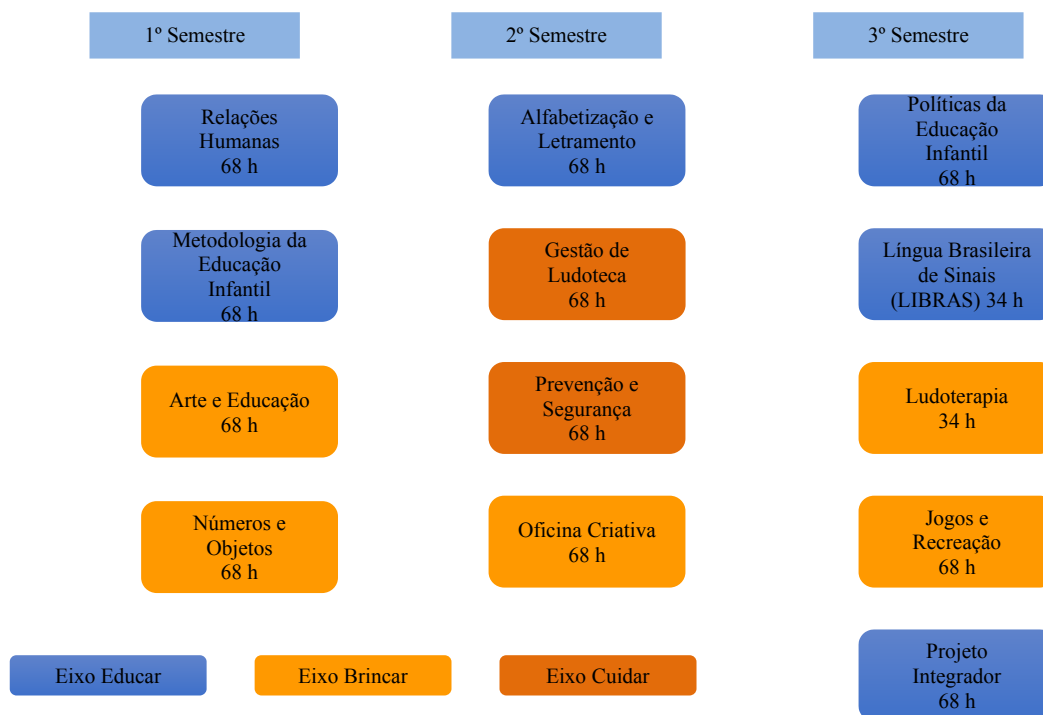 1º Semestre
2º Semestre
3º Semestre
Relações
Humanas
68 h
Alfabetização e
Letramento
68 h
Políticas da
Educação
Infantil
68 h
Metodologia da
Educação
Infantil
68 h
Gestão de
Ludoteca
68 h
Língua Brasileira
de Sinais
(LIBRAS) 34 h
Arte e Educação
68 h
Prevenção e
Segurança
68 h
Ludoterapia
34 h
Números e
Objetos
68 h
Oficina Criativa
68 h
Jogos e
Recreação
68 h
Eixo Educar
Eixo Brincar
Eixo Cuidar
Projeto
Integrador
68 h